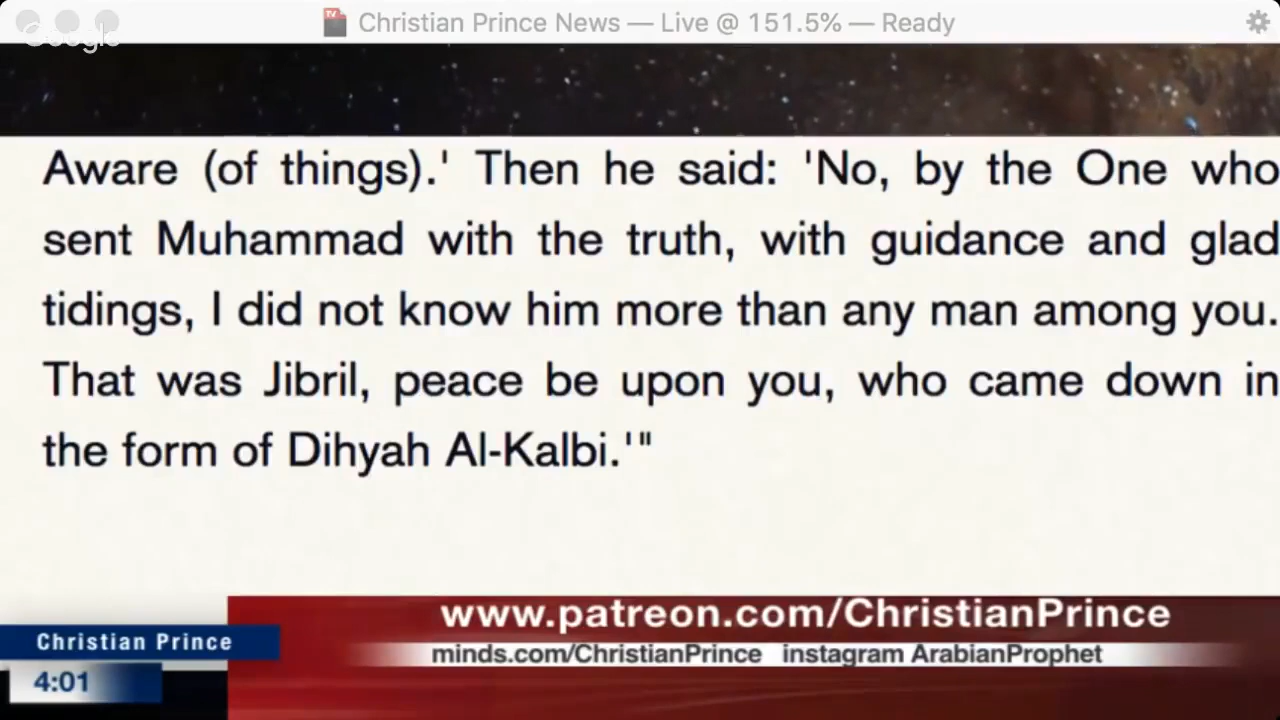 Christian Prince News — Live @ 151.5% — Ready
Google
Aware (of things).' Then he said: 'No, by the One who
sent Muhammad with the truth, with guidance and glad
tidings, I did not know him more than any man among you.
That was Jibril, peace be upon you, who came down in
the form of Dihyah Al-Kalbi.'"
www.patreon.com/ChristianPrince
Christian Prince
minds.com/ChristianPrince instagram ArabianProphet
4:01